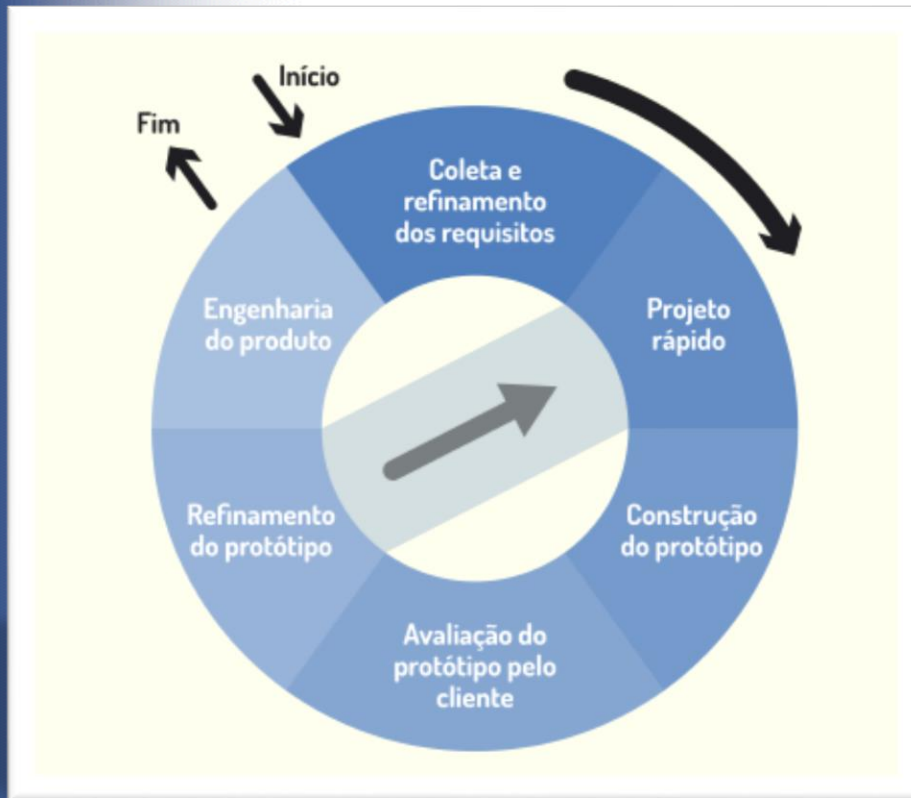 Início
Fim
Coleta e
refinamento
dos requisitos
Projeto
rápido
Construção
do protótipo
Avaliação do
protótipo pelo
cliente
Refinamento
do protótipo
Engenharia
do produto